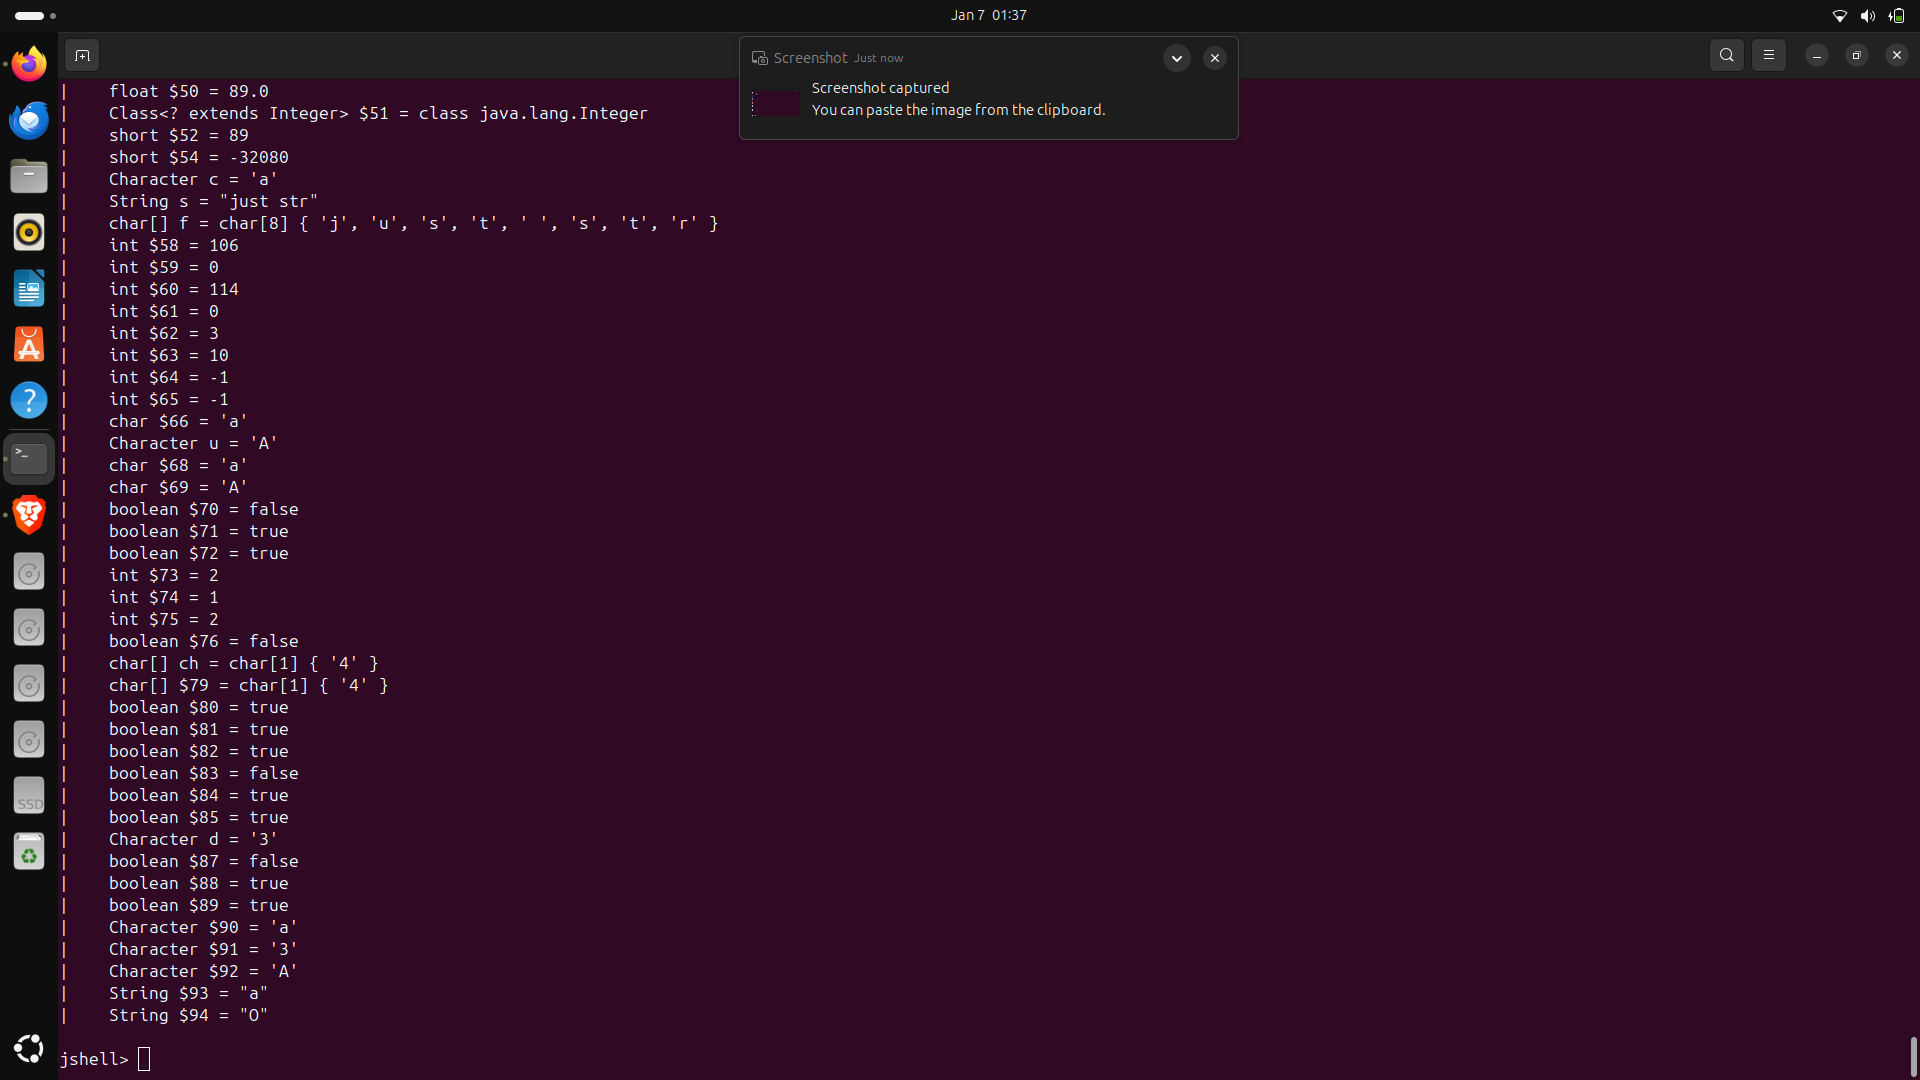 Jan 7 01:37
Screenshot Just now
Screenshot captured
You can paste the image from the clipboard.
| float $50 = 89.0
| Class<? extends Integer> $51 = class java.lang.Integer
| short $52 = 89
| short $54 = -32080
| Character c = 'a'
| String s = "just str"
| char[] f = char[8] { 'j', 'u', 's', 't', ' ', 's', 't', 'r' }
| int $58 = 106
| int $59 = 0
| int $60 = 114
| int $61 = 0
| int $62 = 3
| int $63 = 10
| int $64 = -1
| int $65 = -1
| char $66 = 'a'
| Character u = 'A'
| char $68 = 'a'
| char $69 = 'A'
| boolean $70 = false
| boolean $71 = true
| boolean $72 = true
| int $73 = 2
| int $74 = 1
| int $75 = 2
| boolean $76 = false
| char[] ch = char[1] { '4' }
| char[] $79 = char[1] { '4' }
| boolean $80 = true
| boolean $81 = true
| boolean $82 = true
| boolean $83 = false
| boolean $84 = true
| boolean $85 = true
| Character d = '3'
| boolean $87 = false
| boolean $88 = true
| boolean $89 = true
| Character $90 = 'a'
| Character $91 = '3'
| Character $92 = 'A'
| String $93 = "a"
| String $94 = "O"
jshell>
SSD